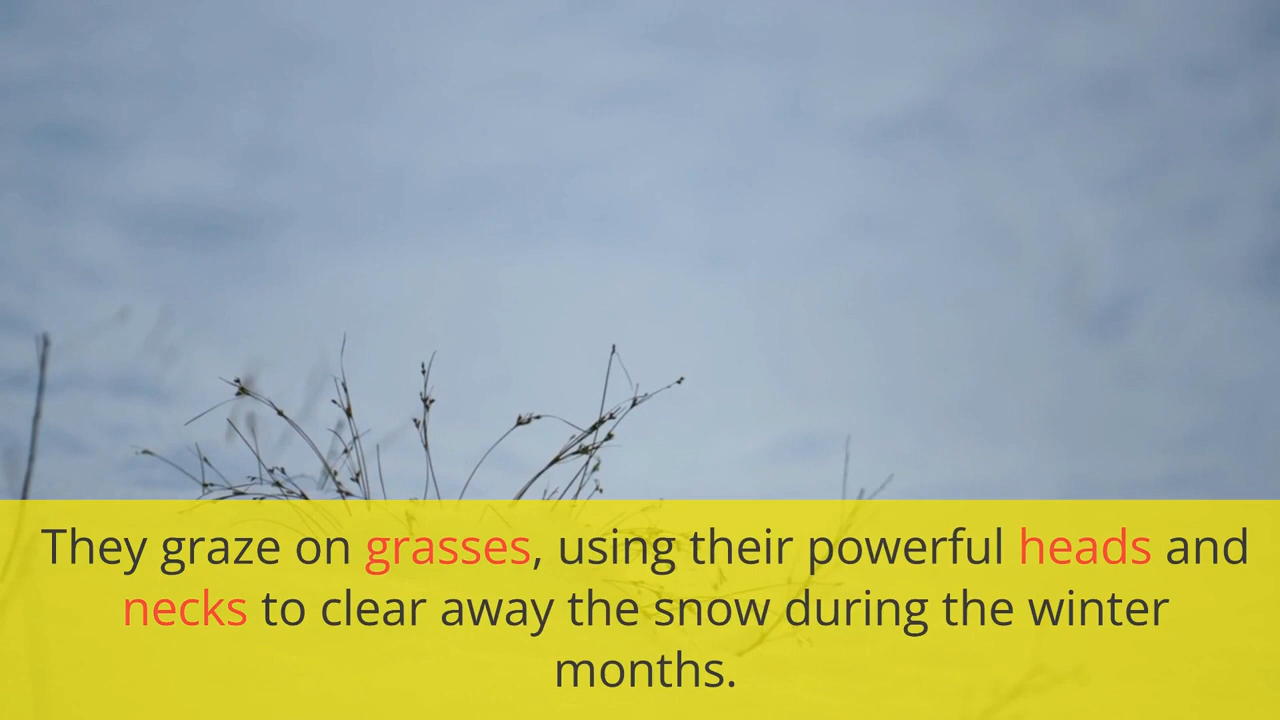 They graze on grasses, using their powerful heads and
necks to clear away the snow during the winter
months.